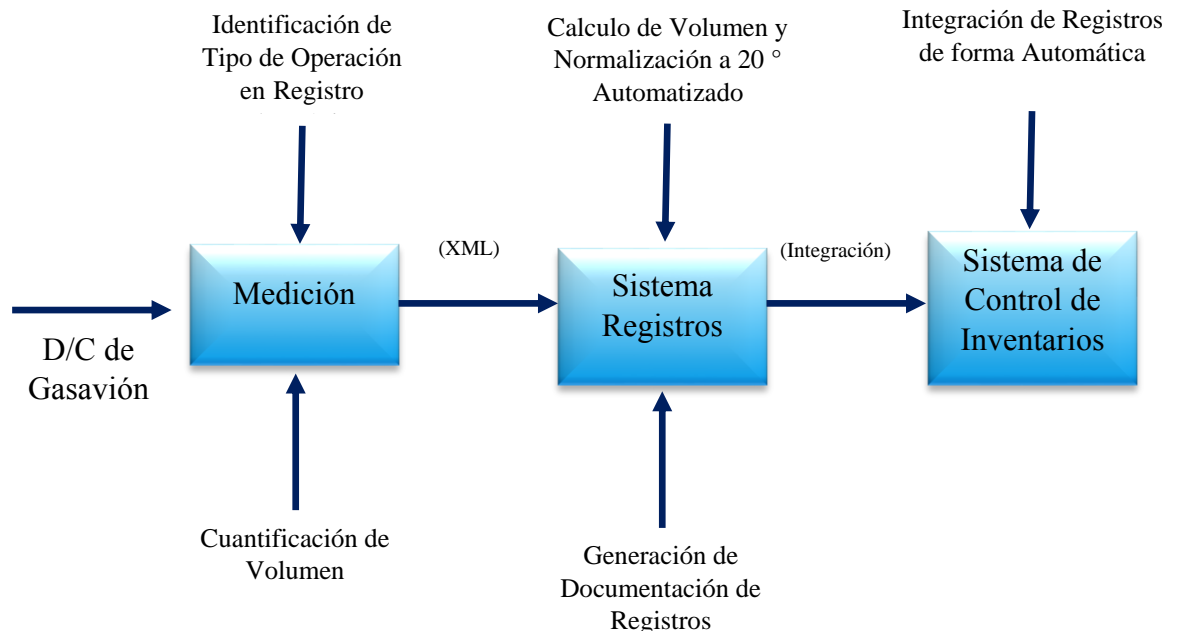 Identificación de
Tipo de Operación
en Registro
Calculo de Volumen y
Normalización a 20 °
Automatizado
Integración de Registros
de forma Automática
D/C de
Gasavión
Medición
(XML)
Sistema
Registros
(Integración)
Sistema de
Control de
Inventarios
Cuantificación de
Volumen
Generación de
Documentación de
Registros